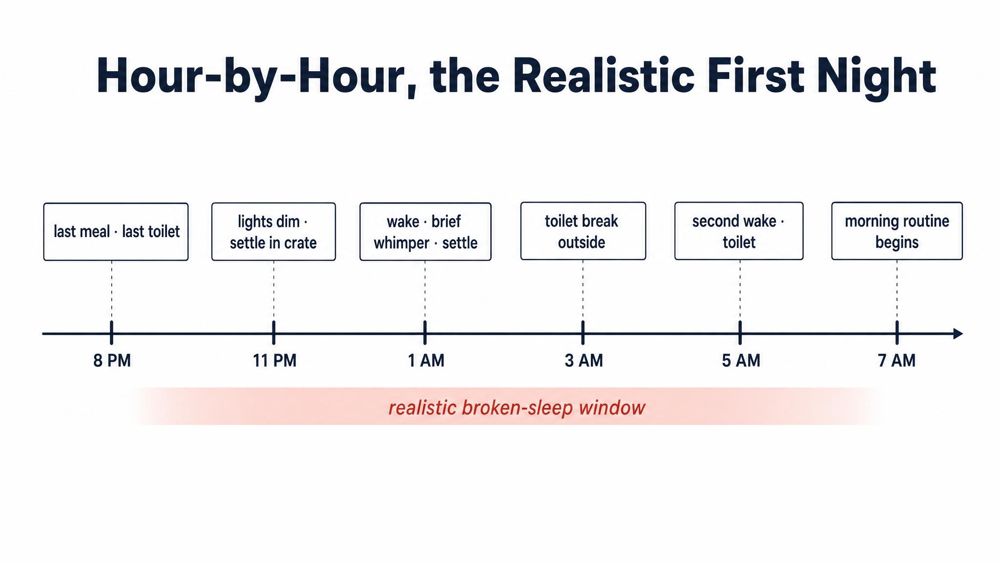 Hour-by-Hour, the Realistic First Night
last meal · last toilet
lights dim ·
settle in crate
wake · brief
whimper · settle
toilet break
outside
second wake ·
toilet
morning routine
begins
8 PM
11 PM
1 AM
3 AM
5 AM
7 AM
realistic broken-sleep window